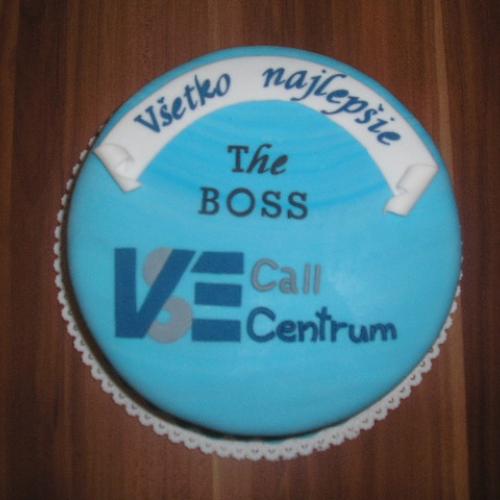 Všetko najlepšie
The
BOSS
VSE Call
Centrum